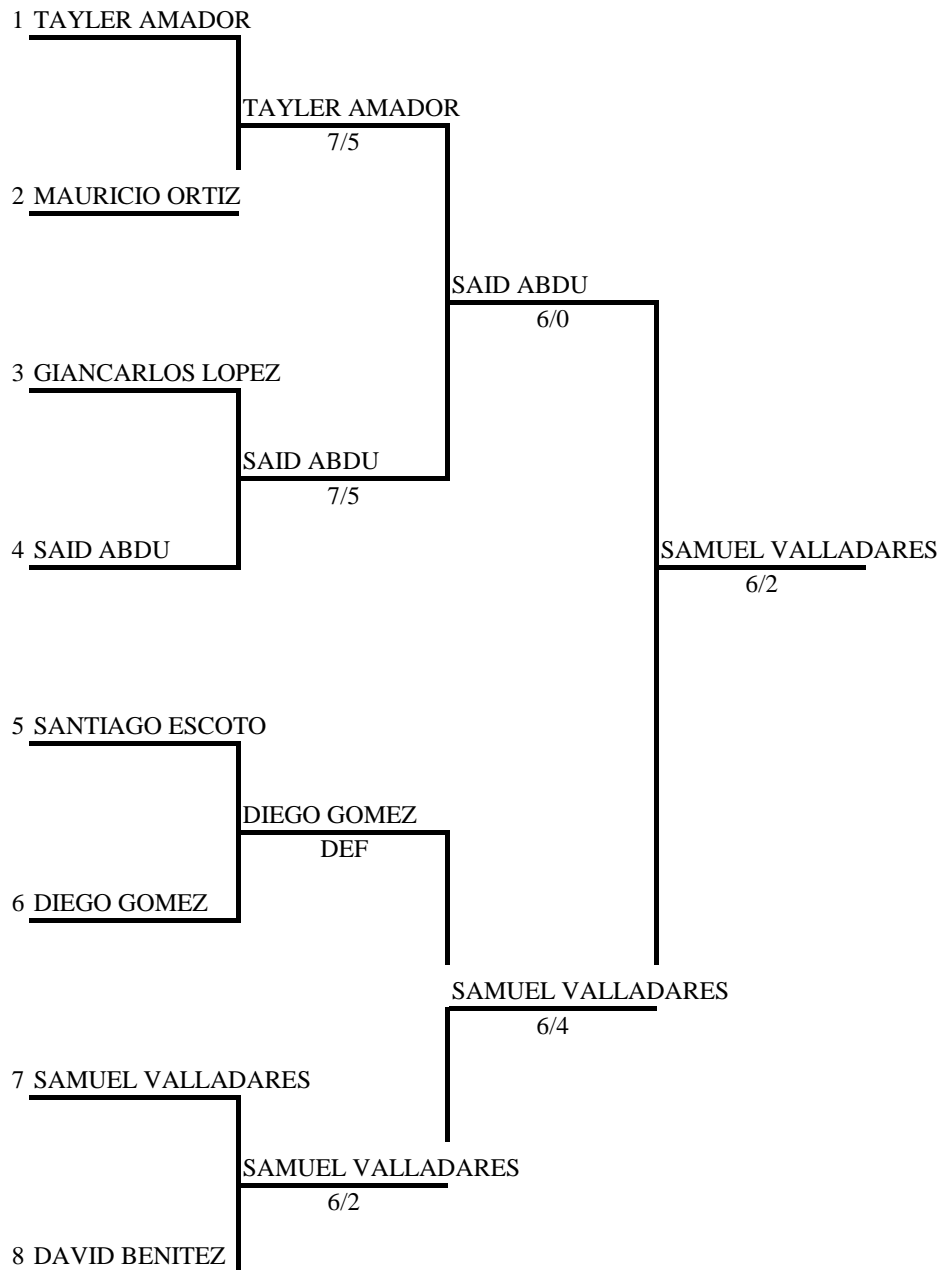 1 TAYLER AMADOR
TAYLER AMADOR
7/5
2 MAURICIO ORTIZ
SAID ABDU
6/0
3 GIANCARLOS LOPEZ
SAID ABDU
7/5
4 SAID ABDU
SAMUEL VALLADARES
6/2
5 SANTIAGO ESCOTO
DIEGO GOMEZ
DEF
6 DIEGO GOMEZ
SAMUEL VALLADARES
6/4
7 SAMUEL VALLADARES
SAMUEL VALLADARES
6/2
8 DAVID BENITEZ